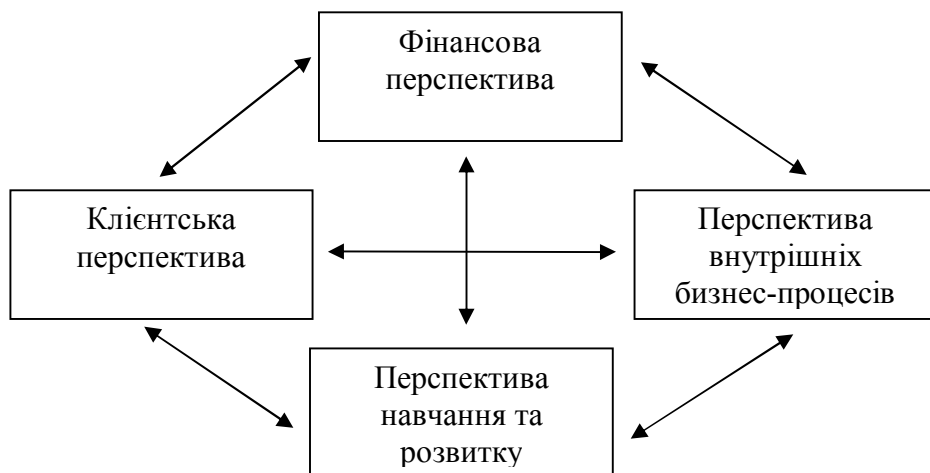 Фінансова
перспектива
Клієнтська
перспектива
Перспектива
внутрішніх
бизнес-процесів
Перспектива
навчання та
розвитку